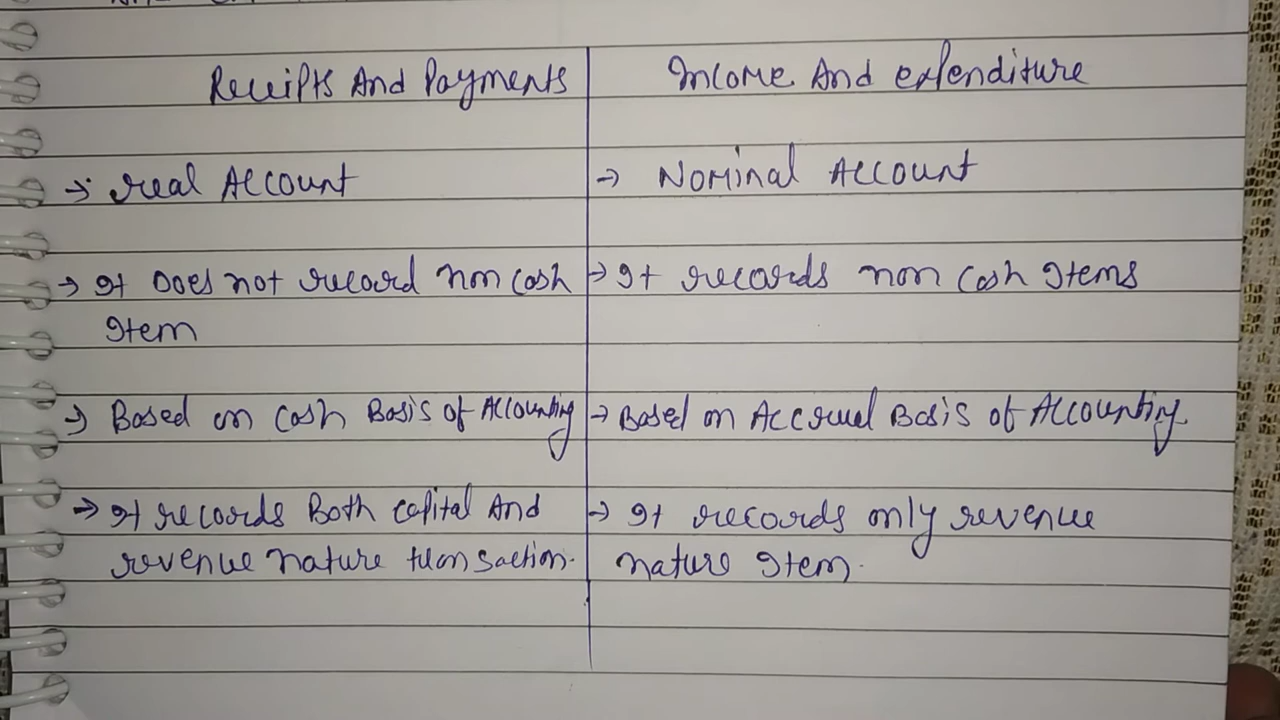 Receipts And Payments
→ real Account
→ It Does not record non cash
Item
→ Based on cash Basis of Accounting
→ It records Both capital And
revenue nature transaction.
Income And expenditure
→ Nominal Account
→ It records non cash Items
→ Based on Accrual Basis of Accounting.
→ It records only revenue
nature Item.